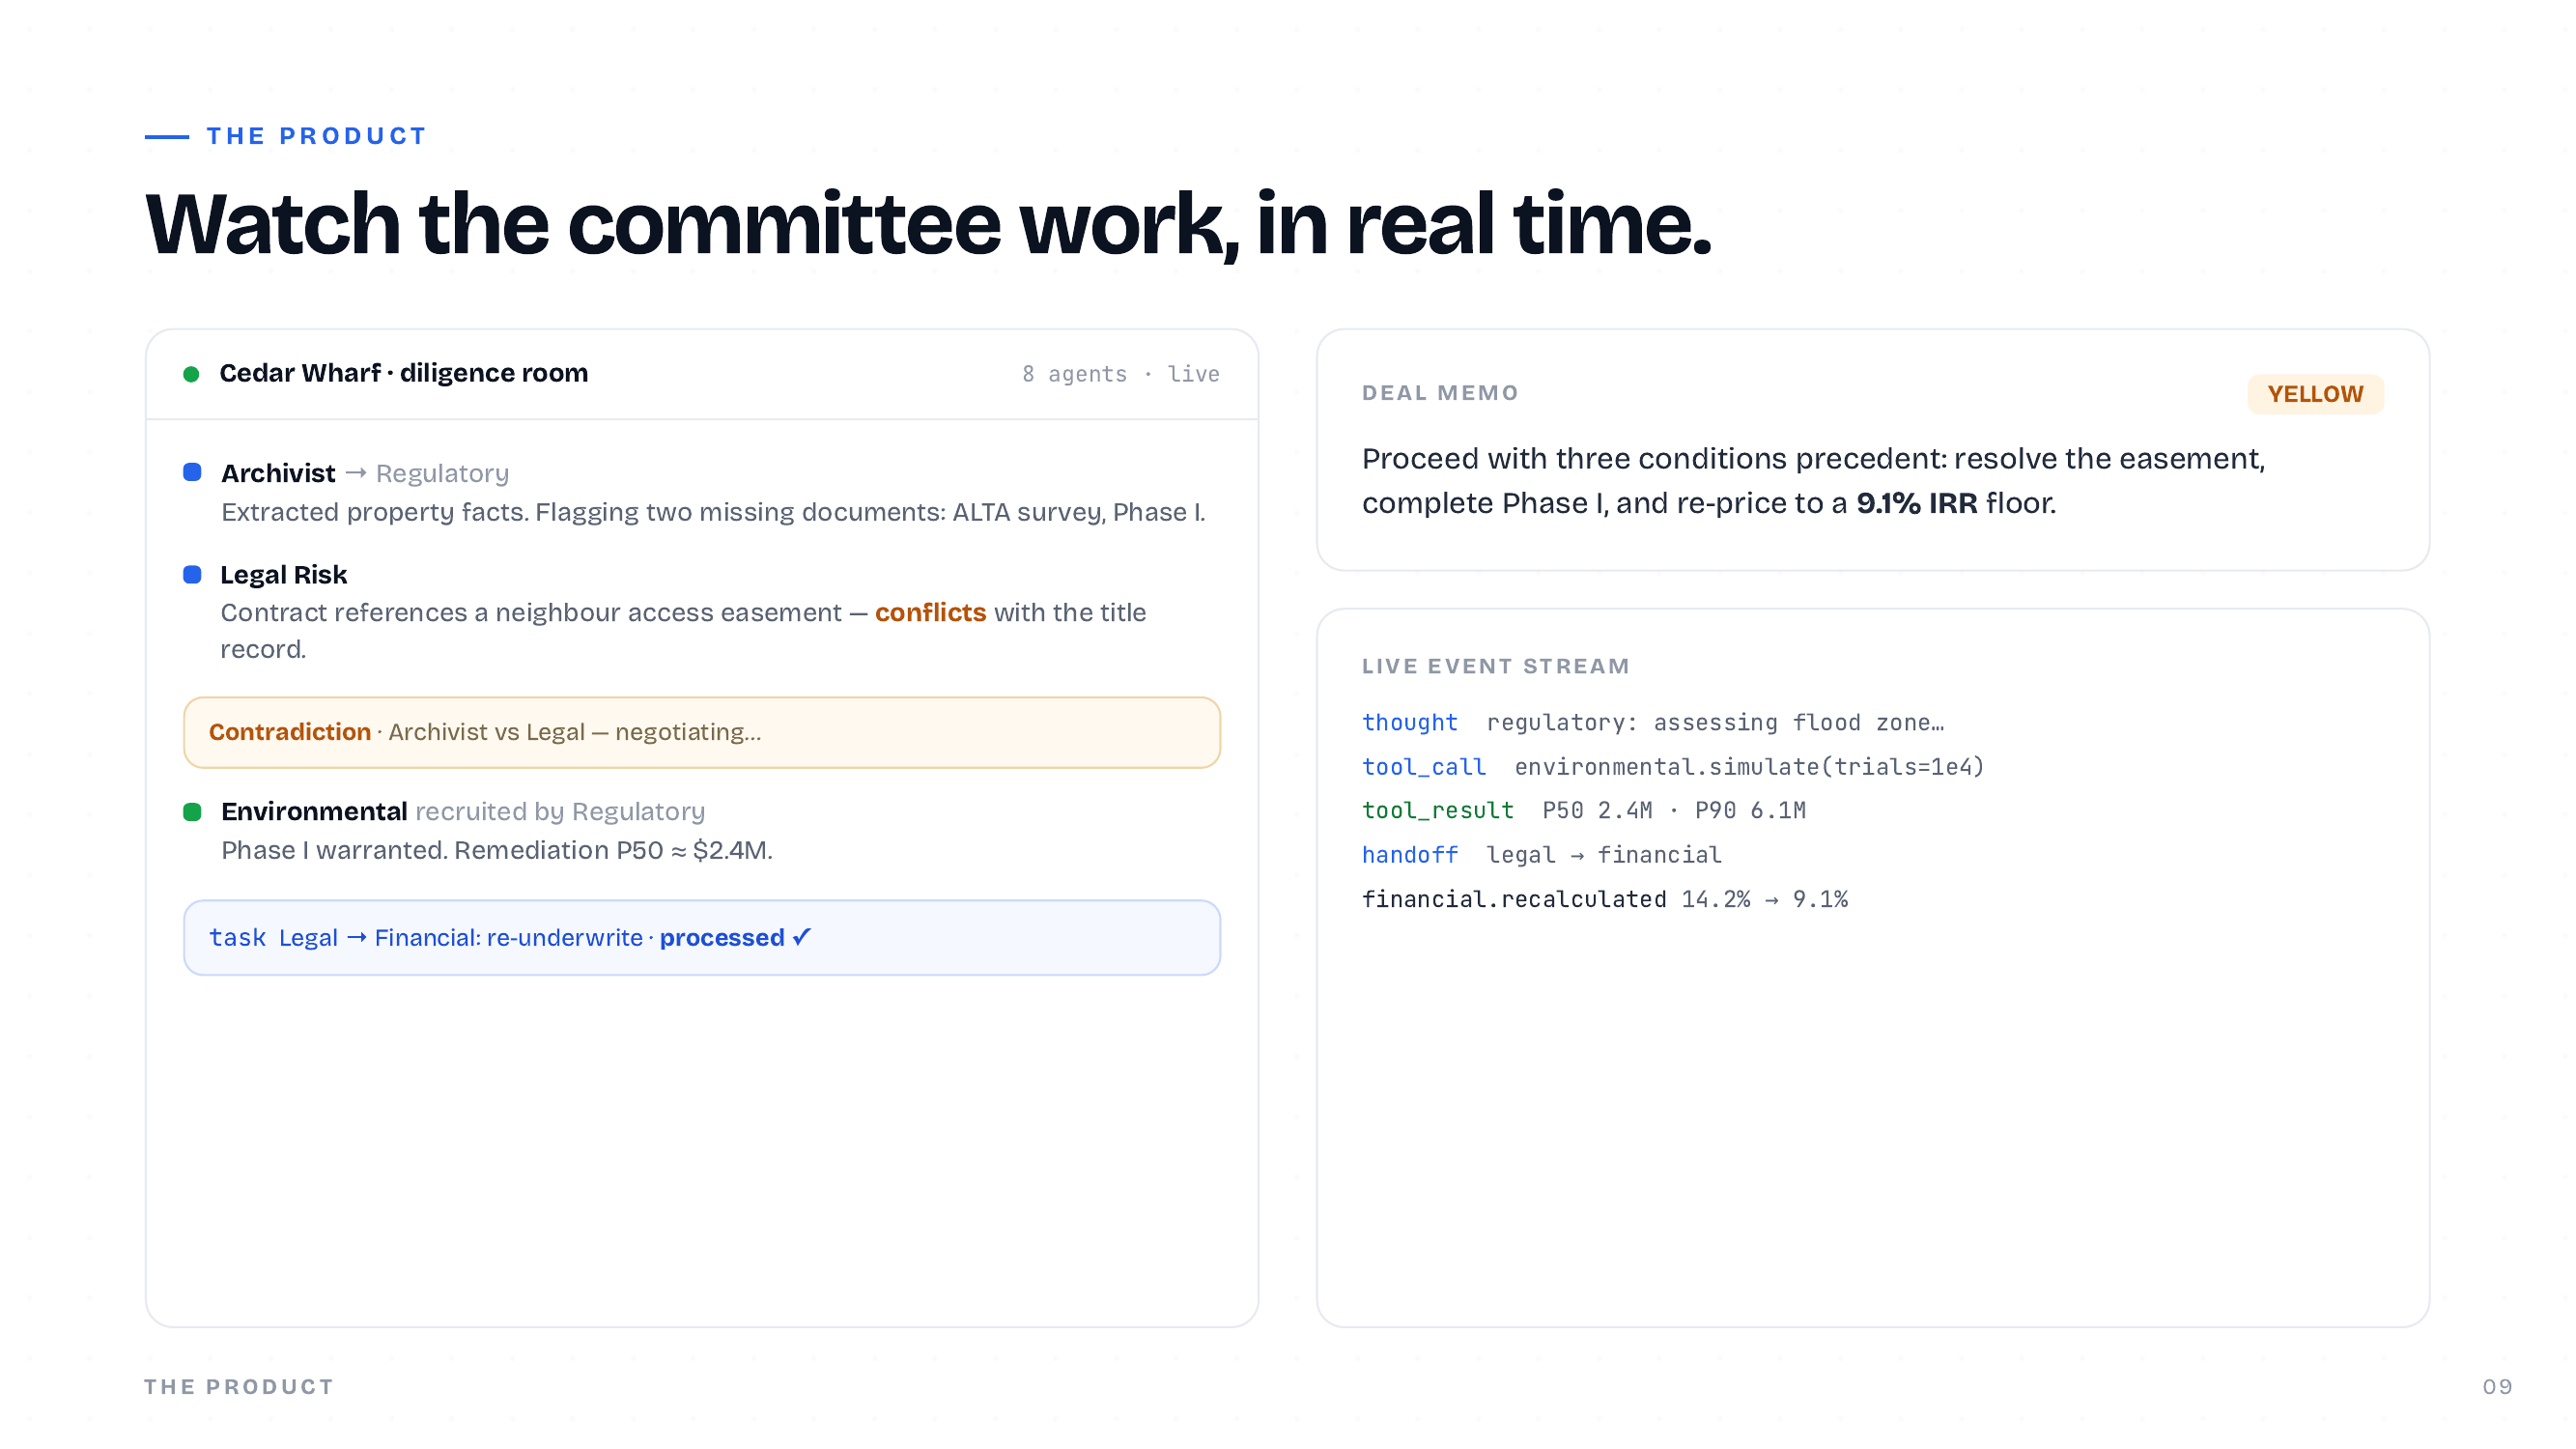 THE PRODUCT
Watch the committee work, in real time.
Cedar Wharf · diligence room
8 agents · live
Archivist → Regulatory
Extracted property facts. Flagging two missing documents: ALTA survey, Phase I.
Legal Risk
Contract references a neighbour access easement — conflicts with the title
record.
Contradiction · Archivist vs Legal — negotiating…
Environmental recruited by Regulatory
Phase I warranted. Remediation P50 ≈ $2.4M.
task Legal → Financial: re-underwrite · processed ✓
DEAL MEMO
YELLOW
Proceed with three conditions precedent: resolve the easement,
complete Phase I, and re-price to a 9.1% IRR floor.
LIVE EVENT STREAM
thought regulatory: assessing flood zone…
tool_call environmental.simulate(trials=1e4)
tool_result P50 2.4M · P90 6.1M
handoff legal → financial
financial.recalculated 14.2% → 9.1%
THE PRODUCT
09